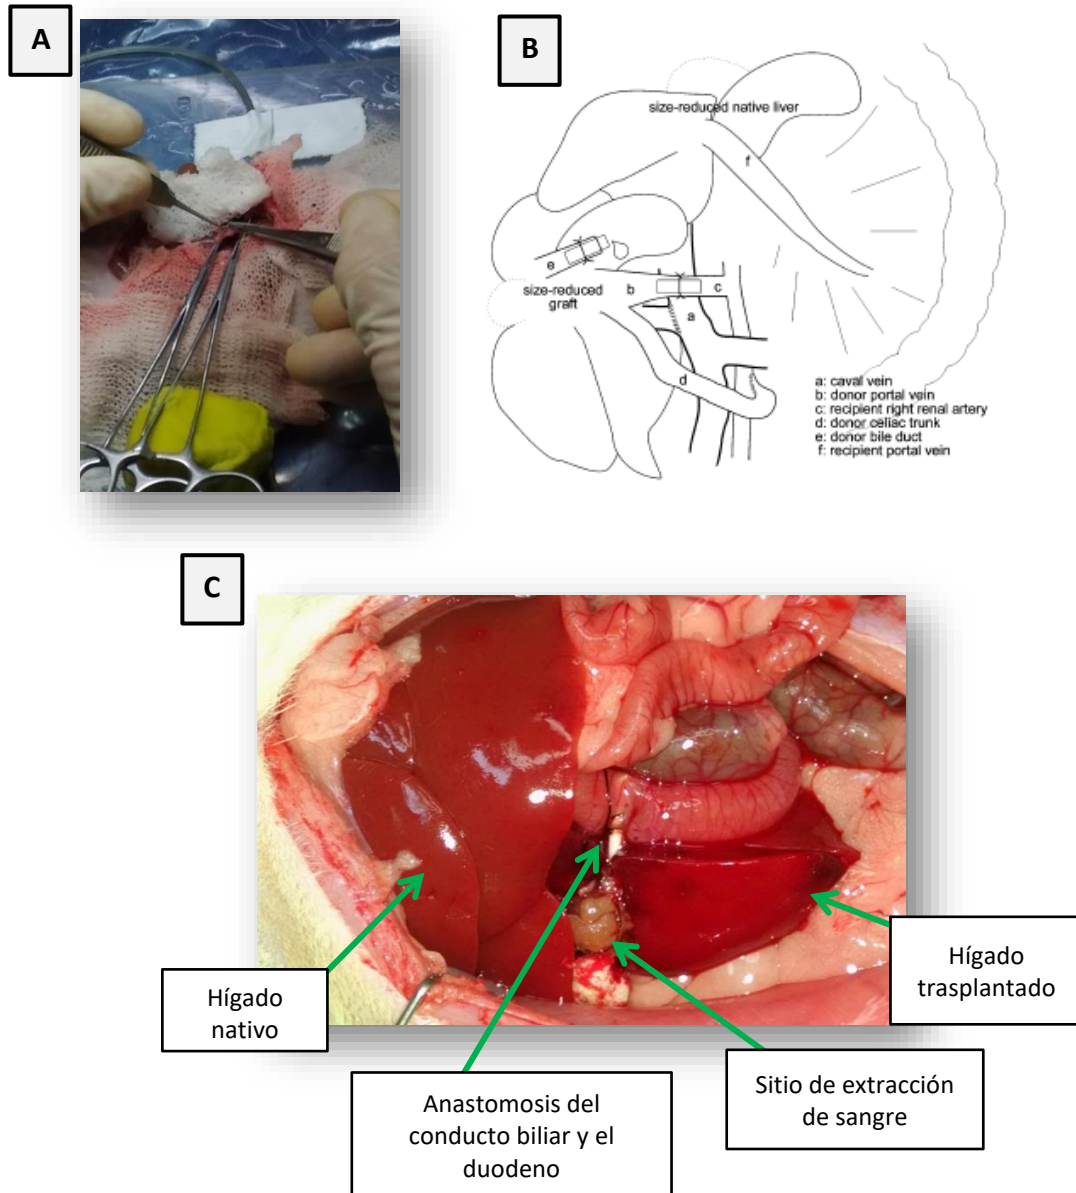 A
B
size-reduced native liver
f
e
size-reduced
graft
b
c
a
d
a: caval vein
b: donor portal vein
c: recipient right renal artery
d: donor celiac trunk
e: donor bile duct
f: recipient portal vein
C
Hígado
nativo
Anastomosis del
conducto biliar y el
duodeno
Sitio de extracción
de sangre
Hígado
trasplantado